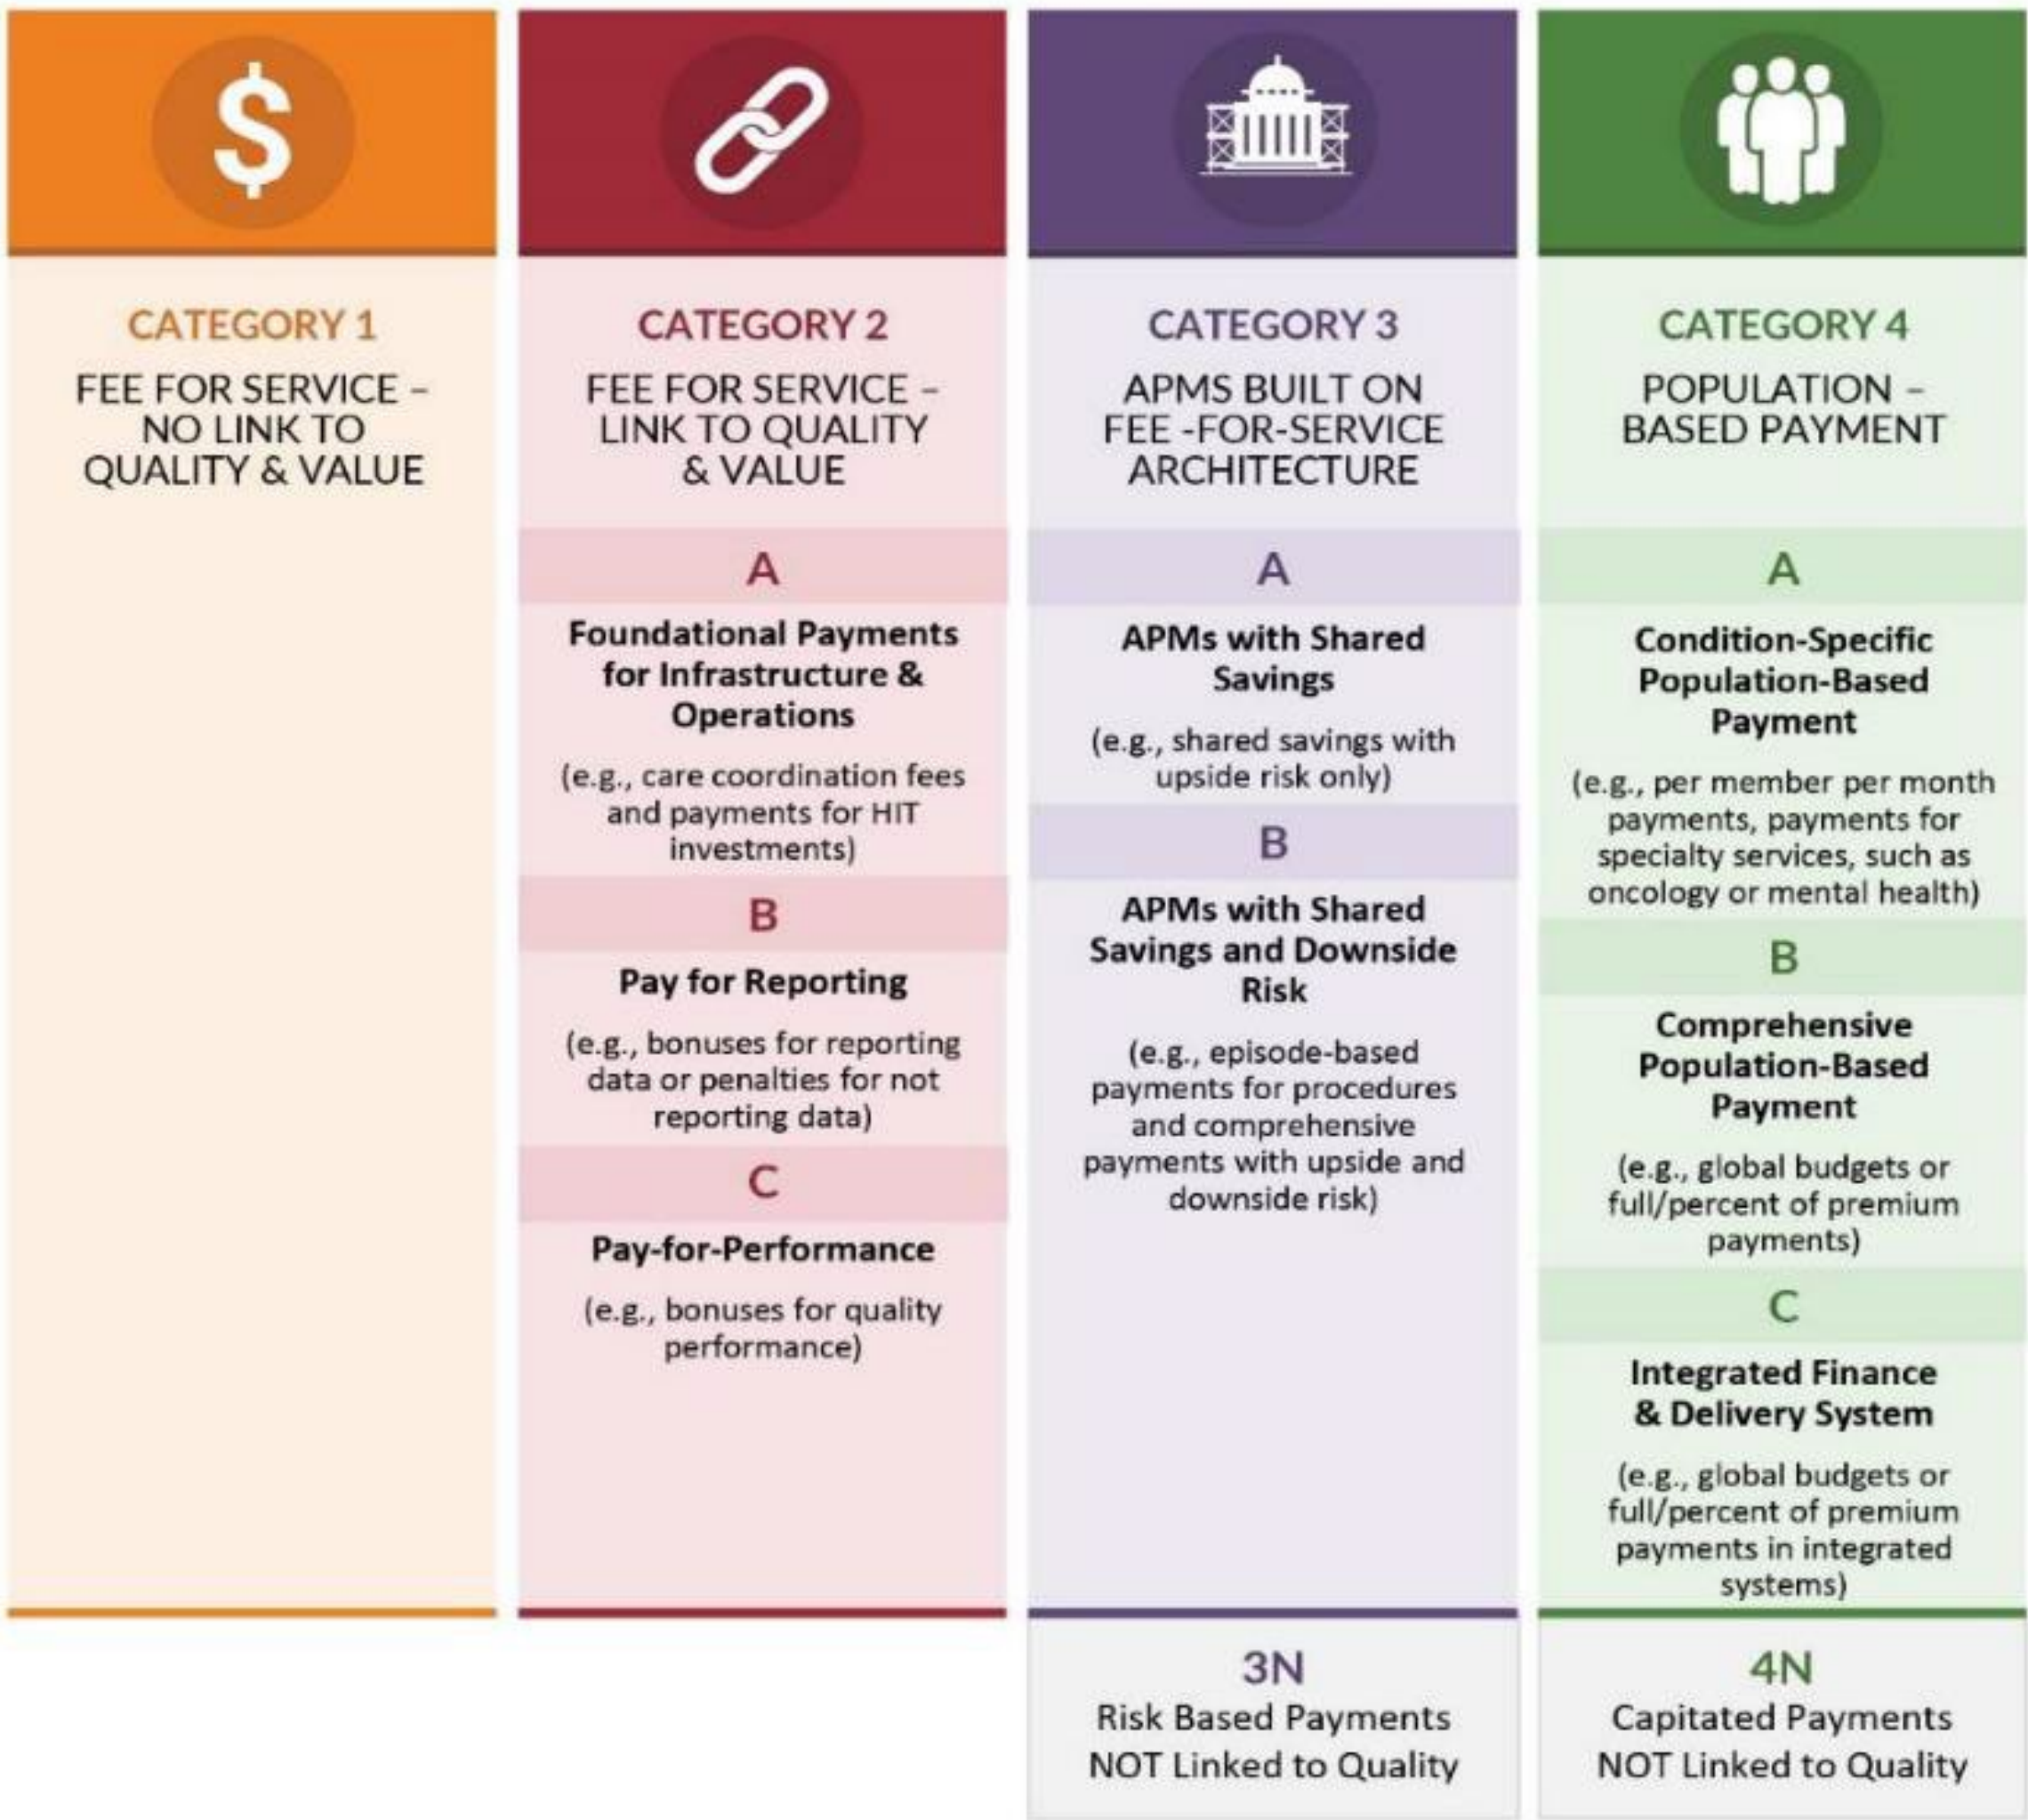 $
CATEGORY 1
FEE FOR SERVICE –
NO LINK TO
QUALITY & VALUE
CATEGORY 2
FEE FOR SERVICE –
LINK TO QUALITY
& VALUE
A
Foundational Payments
for Infrastructure &
Operations
(e.g., care coordination fees
and payments for HIT
investments)
B
Pay for Reporting
(e.g., bonuses for reporting
data or penalties for not
reporting data)
C
Pay-for-Performance
(e.g., bonuses for quality
performance)
CATEGORY 3
APMS BUILT ON
FEE -FOR-SERVICE
ARCHITECTURE
A
APMs with Shared
Savings
(e.g., shared savings with
upside risk only)
B
APMs with Shared
Savings and Downside
Risk
(e.g., episode-based
payments for procedures
and comprehensive
payments with upside and
downside risk)
3N
Risk Based Payments
NOT Linked to Quality
CATEGORY 4
POPULATION –
BASED PAYMENT
A
Condition-Specific
Population-Based
Payment
(e.g., per member per month
payments, payments for
specialty services, such as
oncology or mental health)
B
Comprehensive
Population-Based
Payment
(e.g., global budgets or
full/percent of premium
payments)
C
Integrated Finance
& Delivery System
(e.g., global budgets or
full/percent of premium
payments in integrated
systems)
4N
Capitated Payments
NOT Linked to Quality